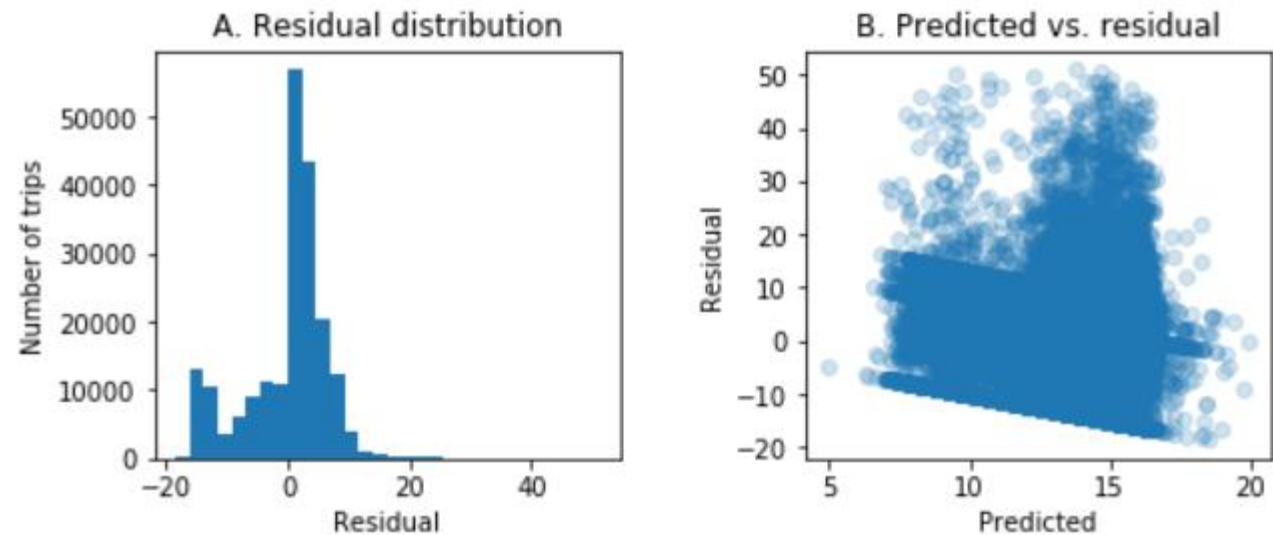 A. Residual distribution
Number of trips
50000
40000
30000
20000
10000
0
−20 0 20 40
Residual
B. Predicted vs. residual
Residual
50
40
30
20
10
0
−10
−20
5 10 15 20
Predicted